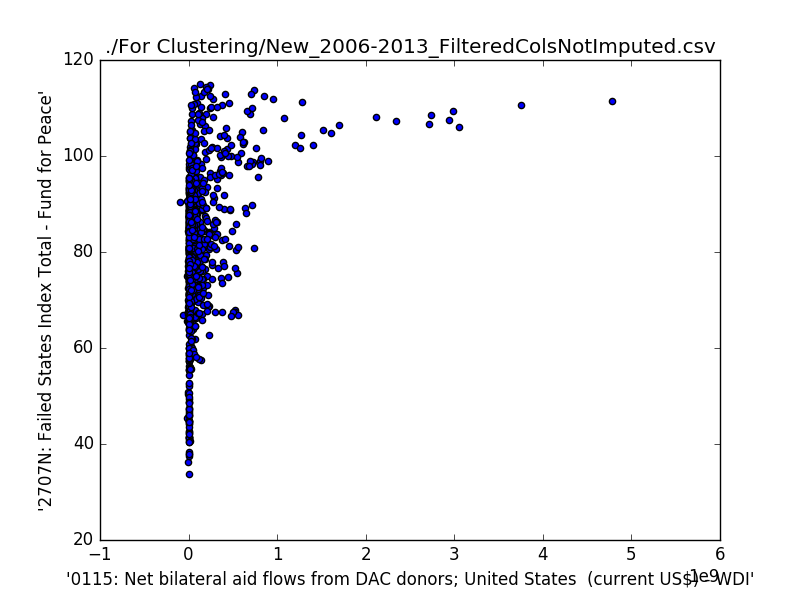 ./For Clustering/New_2006-2013_FilteredColsNotImputed.csv
120
100
80
60
40
20
'2707N: Failed States Index Total - Fund for Peace'
−1 0 1 2 3 4 5 6
1e9
'0115: Net bilateral aid flows from DAC donors; United States  (current US$) - WDI'